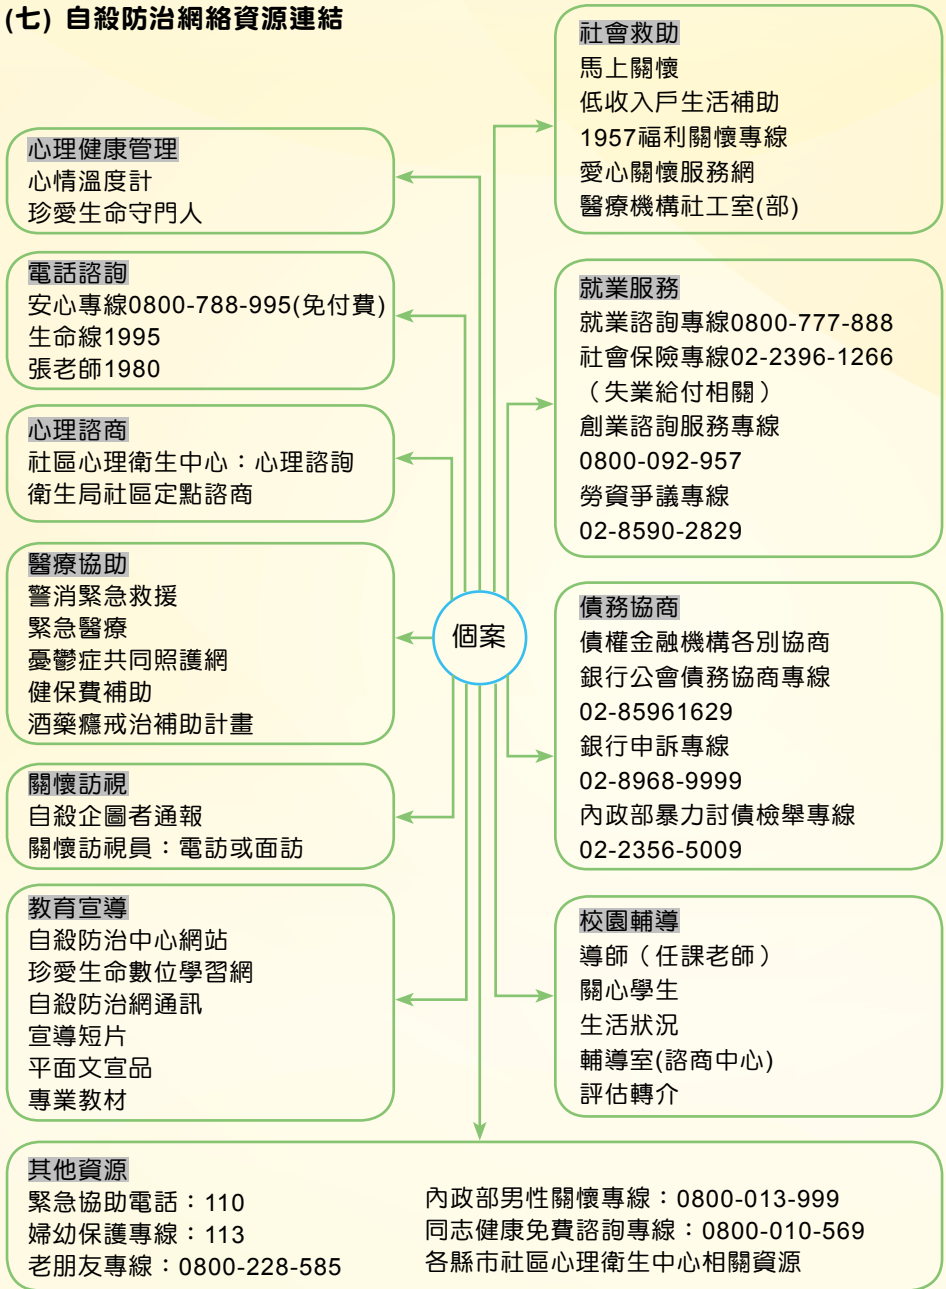 (七) 自殺防治網絡資源連結
社會救助
馬上關懷
低收入戶生活補助
1957福利關懷專線
愛心關懷服務網
醫療機構社工室(部)
心理健康管理
心情溫度計
珍愛生命守門人
電話諮詢
安心專線0800-788-995(免付費)
生命線1995
張老師1980
就業服務
就業諮詢專線0800-777-888
社會保險專線02-2396-1266
（失業給付相關）
創業諮詢服務專線
0800-092-957
勞資爭議專線
02-8590-2829
心理諮商
社區心理衛生中心：心理諮詢
衛生局社區定點諮商
醫療協助
警消緊急救援
緊急醫療
憂鬱症共同照護網
健保費補助
酒藥癮戒治補助計畫
個案
債務協商
債權金融機構各別協商
銀行公會債務協商專線
02-85961629
銀行申訴專線
02-8968-9999
內政部暴力討債檢舉專線
02-2356-5009
關懷訪視
自殺企圖者通報
關懷訪視員：電訪或面訪
教育宣導
自殺防治中心網站
珍愛生命數位學習網
自殺防治網通訊
宣導短片
平面文宣品
專業教材
校園輔導
導師（任課老師）
關心學生
生活狀況
輔導室(諮商中心)
評估轉介
其他資源
緊急協助電話：110
婦幼保護專線：113
老朋友專線：0800-228-585
內政部男性關懷專線：0800-013-999
同志健康免費諮詢專線：0800-010-569
各縣市社區心理衛生中心相關資源